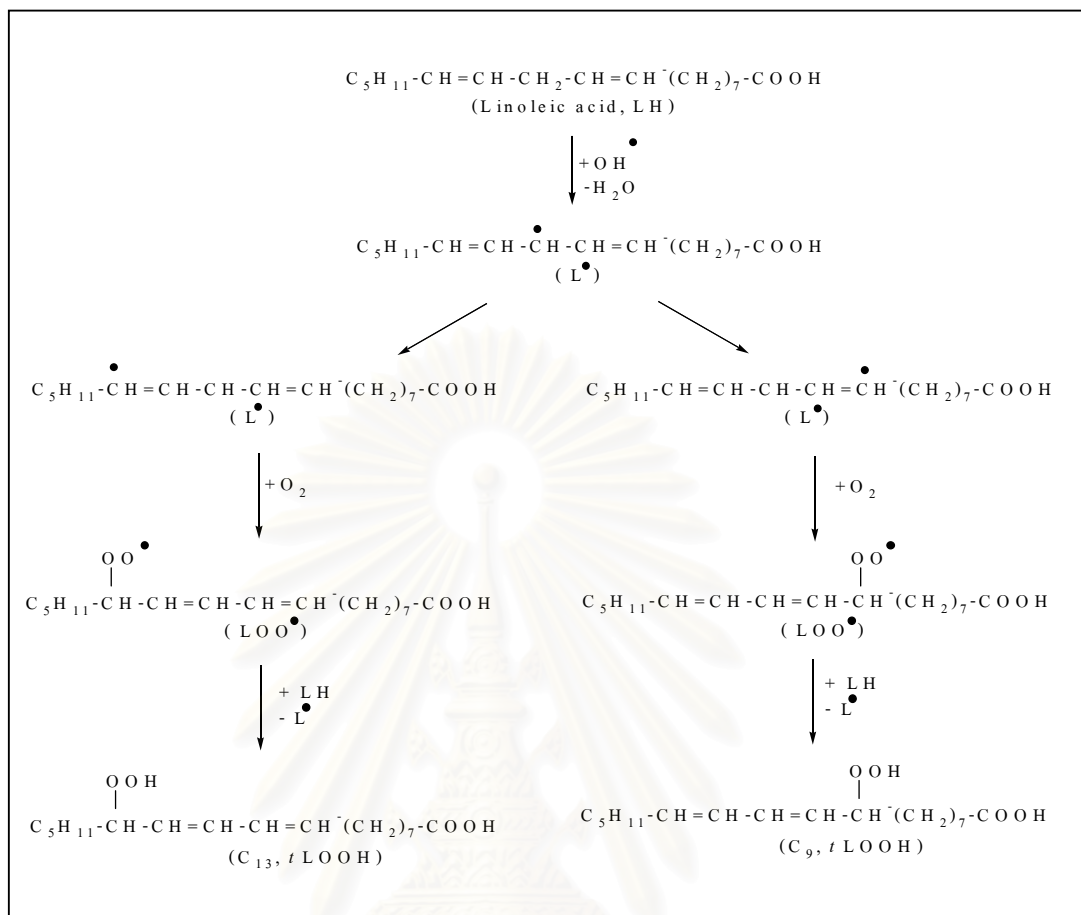 C5H11-CH=CH-CH2-CH=CH-(CH2)7-COOH
(Linoleic acid, LH)
+OH•
-H2O
•
C5H11-CH=CH-CH-CH=CH-(CH2)7-COOH
(L•)
•
C5H11-CH=CH-CH-CH=CH-(CH2)7-COOH
(L•)
•
C5H11-CH=CH-CH-CH=CH-(CH2)7-COOH
(L•)
+O2
+O2
OO•
C5H11-CH-CH=CH-CH=CH-(CH2)7-COOH
(LOO•)
OO•
C5H11-CH=CH-CH=CH-CH-(CH2)7-COOH
(LOO•)
+ LH
- L•
+ LH
- L•
OOH
C5H11-CH-CH=CH-CH=CH-(CH2)7-COOH
(C13, t LOOH)
OOH
C5H11-CH=CH-CH=CH-CH-(CH2)7-COOH
(C9, t LOOH)